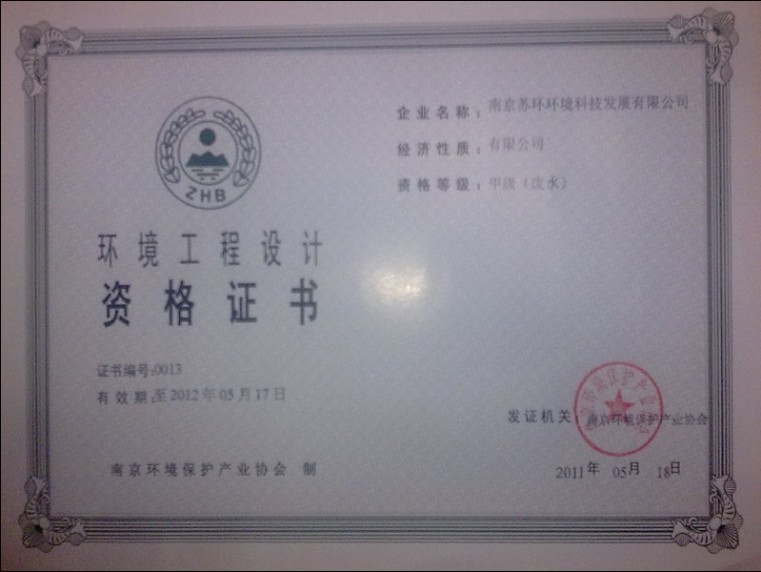 ZHB
环境工程设计
资格证书
证书编号:0013
有效期:至2012年05月17日
南京环境保护产业协会 制
企业名称:南京苏环环境科技发展有限公司
经济性质:有限公司
资格等级:甲级(废水)
发证机关:南京环境保护产业协会
2011年 05月 18日